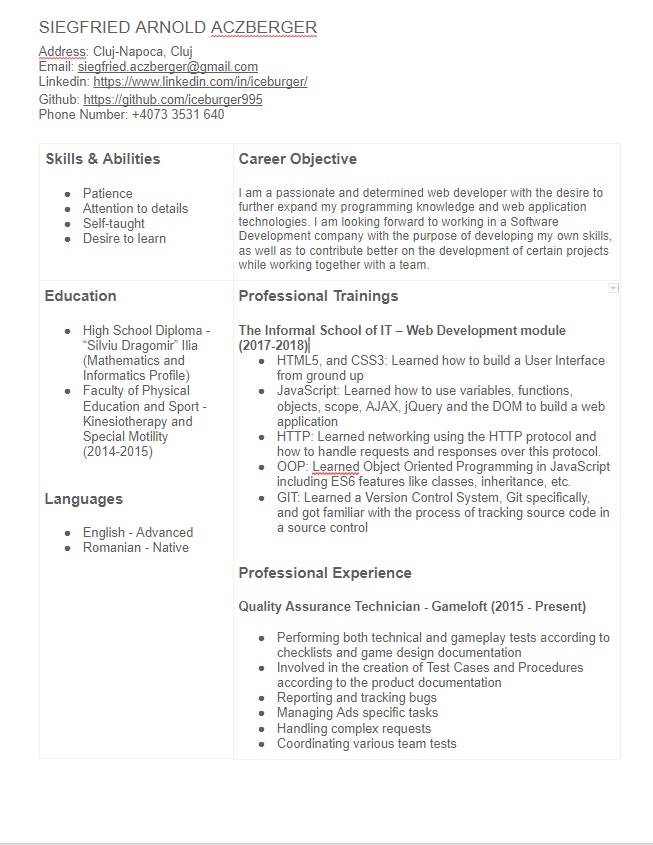 SIEGFRIED ARNOLD ACZBERGER
Address: Cluj-Napoca, Cluj
Email: siegfried.aczberger@gmail.com
Linkedin: https://www.linkedin.com/in/iceburger/
Github: https://github.com/iceburger995
Phone Number: +4073 3531 640
Skills & Abilities
Patience
Attention to details
Self-taught
Desire to learn
Career Objective
I am a passionate and determined web developer with the desire to
further expand my programming knowledge and web application
technologies. I am looking forward to working in a Software
Development company with the purpose of developing my own skills,
as well as to contribute better on the development of certain projects
while working together with a team.
Education
High School Diploma -
“Silviu Dragomir” Ilia
(Mathematics and
Informatics Profile)
Faculty of Physical
Education and Sport -
Kinesiotherapy and
Special Motility
(2014-2015)
Languages
English - Advanced
Romanian - Native
Professional Trainings
The Informal School of IT – Web Development module
(2017-2018)
HTML5, and CSS3: Learned how to build a User Interface
from ground up
JavaScript: Learned how to use variables, functions,
objects, scope, AJAX, jQuery and the DOM to build a web
application
HTTP: Learned networking using the HTTP protocol and
how to handle requests and responses over this protocol.
OOP: Learned Object Oriented Programming in JavaScript
including ES6 features like classes, inheritance, etc.
GIT: Learned a Version Control System, Git specifically,
and got familiar with the process of tracking source code in
a source control
Professional Experience
Quality Assurance Technician - Gameloft (2015 - Present)
Performing both technical and gameplay tests according to
checklists and game design documentation
Involved in the creation of Test Cases and Procedures
according to the product documentation
Reporting and tracking bugs
Managing Ads specific tasks
Handling complex requests
Coordinating various team tests